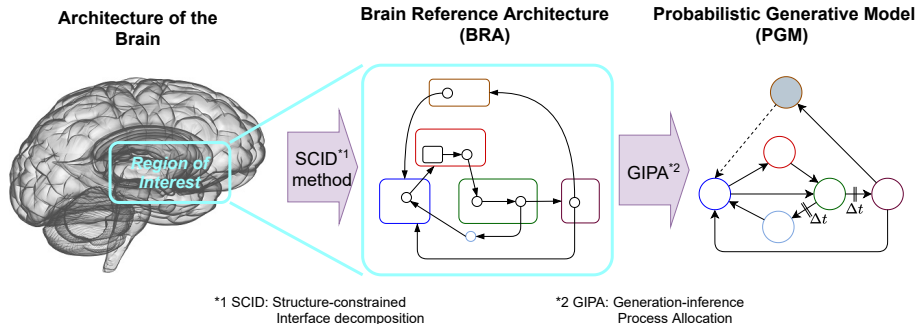 Architecture of the
Brain
Brain Reference Architecture
(BRA)
Probabilistic Generative Model
(PGM)
Region of
Interest
SCID*1
method
GIPA*2
Δt
Δt
*1 SCID: Structure-constrained
Interface decomposition
*2 GIPA: Generation-inference
Process Allocation